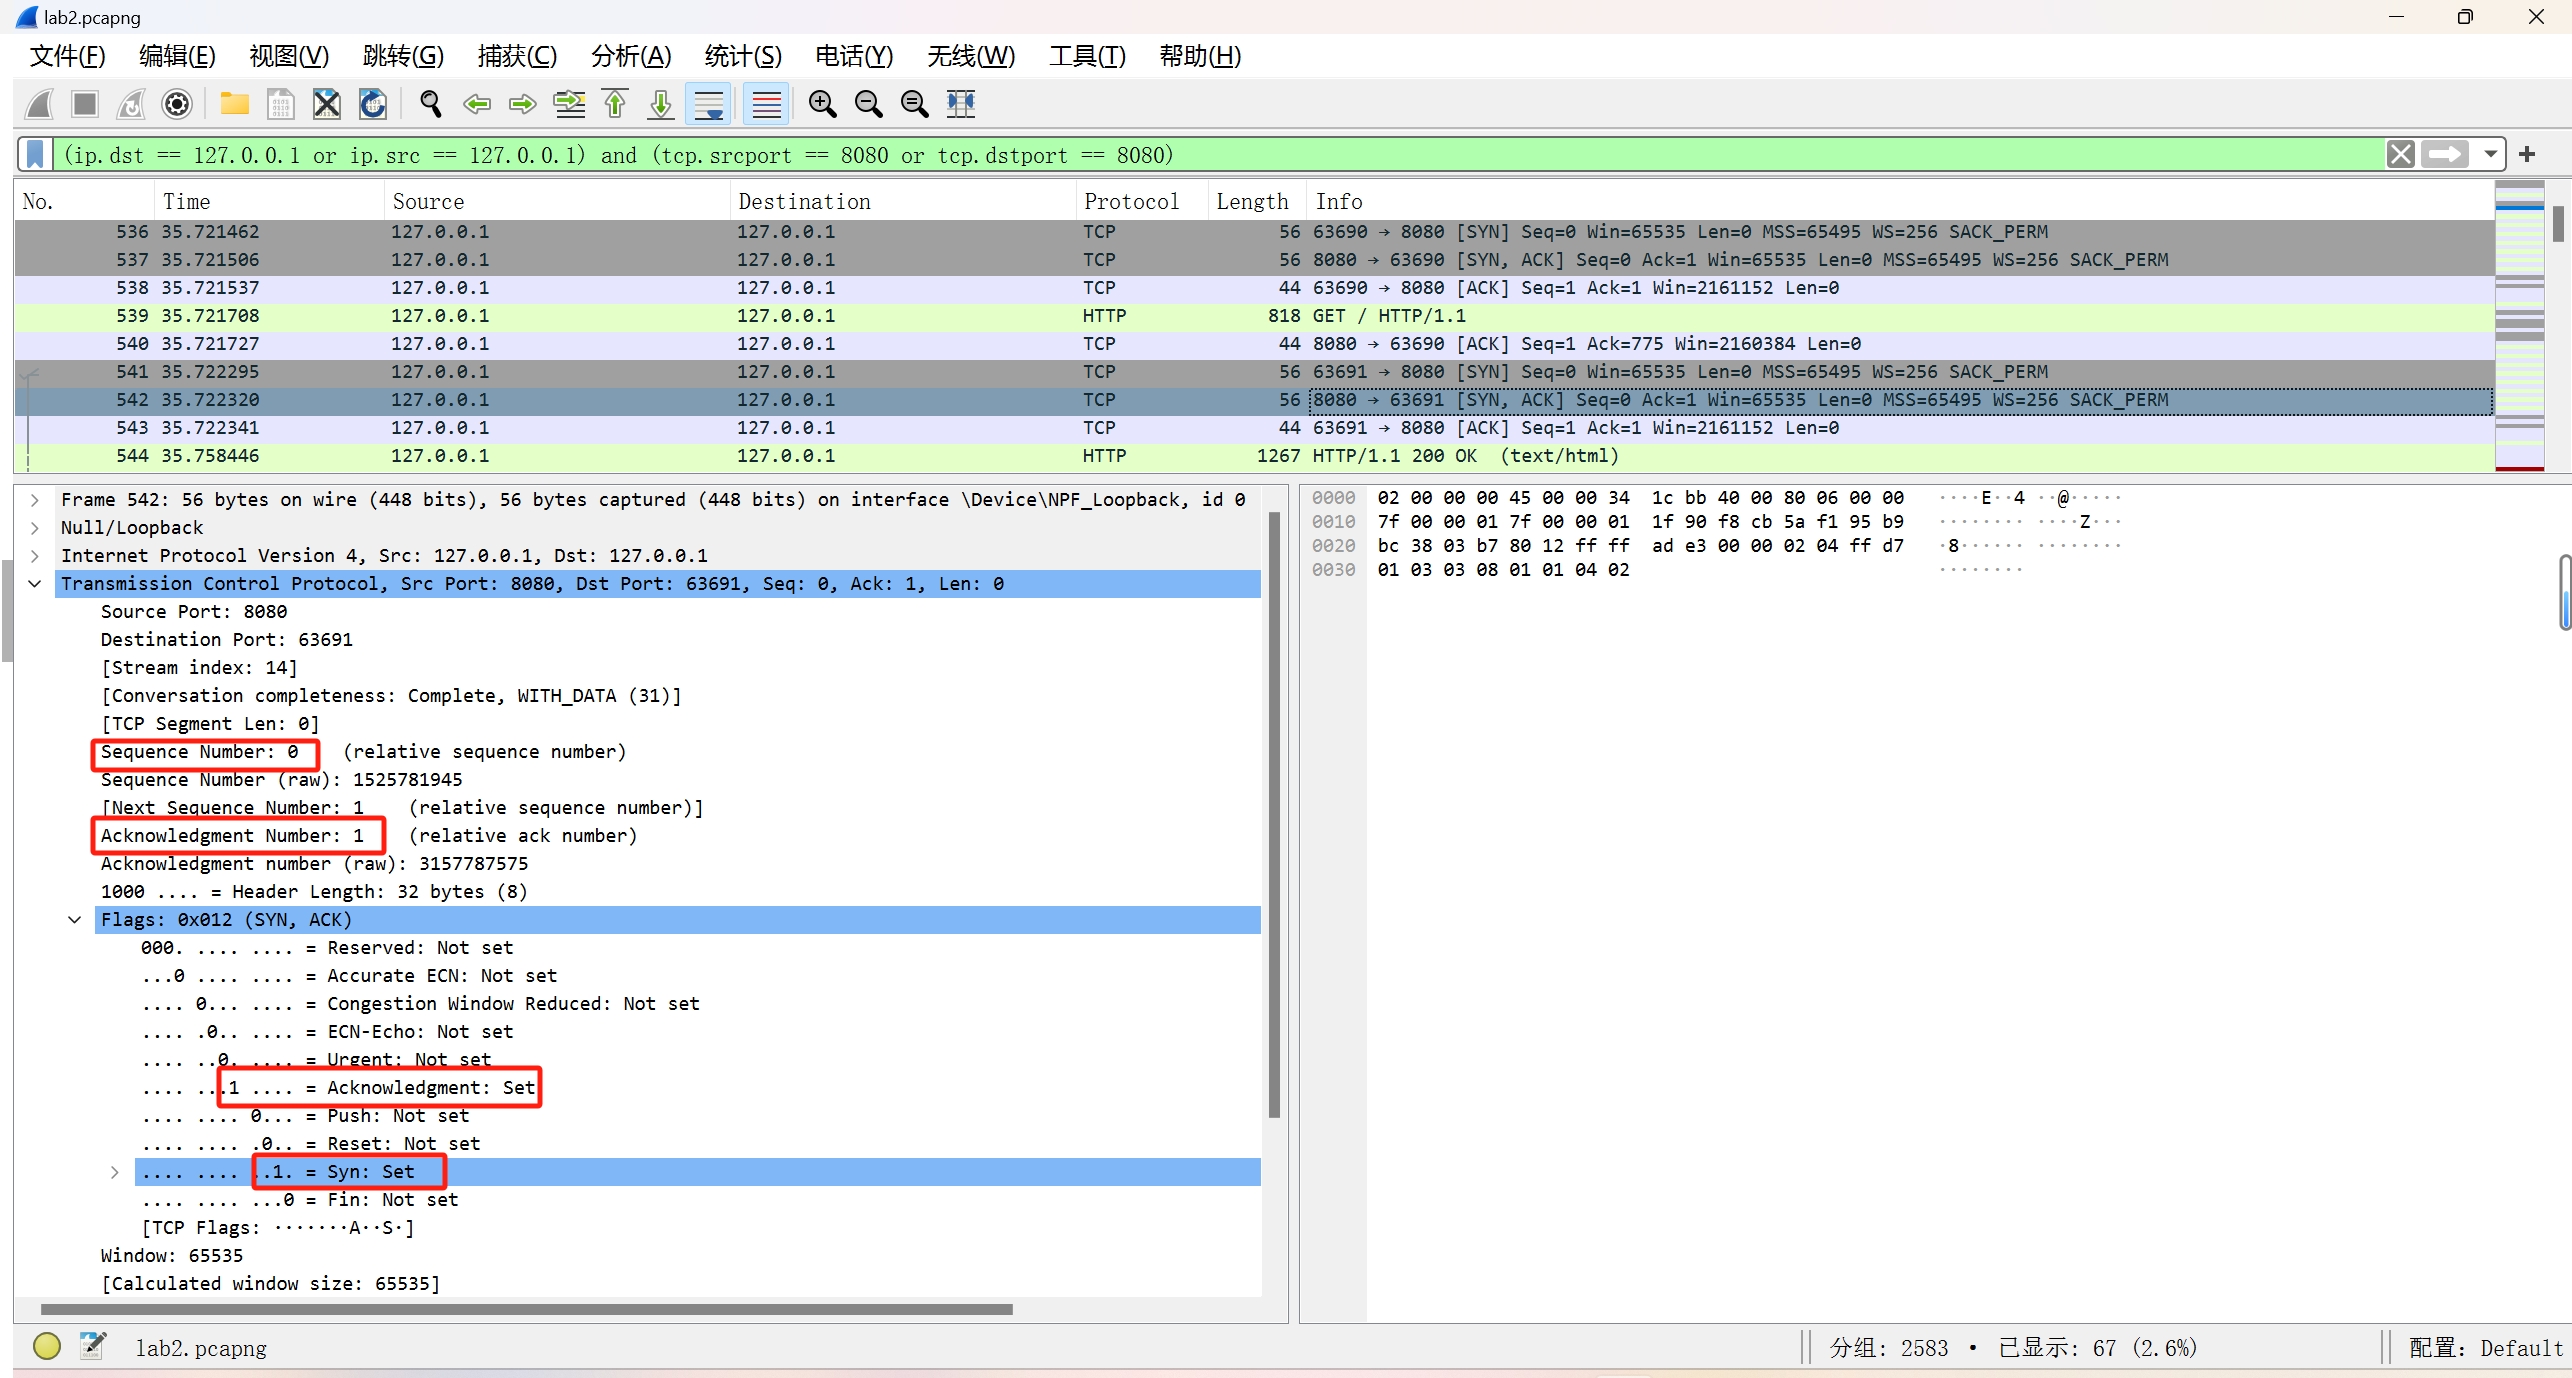 lab2.pcapng
文件(F) 编辑(E) 视图(V) 跳转(G) 捕获(C) 分析(A) 统计(S) 电话(Y) 无线(W) 工具(T) 帮助(H)
(ip.dst == 127.0.0.1 or ip.src == 127.0.0.1) and (tcp.srcport == 8080 or tcp.dstport == 8080)
No. Time Source Destination Protocol Length Info
536 35.721462 127.0.0.1 127.0.0.1 TCP 56 63690 → 8080 [SYN] Seq=0 Win=65535 Len=0 MSS=65495 WS=256 SACK_PERM
537 35.721506 127.0.0.1 127.0.0.1 TCP 56 8080 → 63690 [SYN, ACK] Seq=0 Ack=1 Win=65535 Len=0 MSS=65495 WS=256 SACK_PERM
538 35.721537 127.0.0.1 127.0.0.1 TCP 44 63690 → 8080 [ACK] Seq=1 Ack=1 Win=2161152 Len=0
539 35.721708 127.0.0.1 127.0.0.1 HTTP 818 GET / HTTP/1.1
540 35.721727 127.0.0.1 127.0.0.1 TCP 44 8080 → 63690 [ACK] Seq=1 Ack=775 Win=2160384 Len=0
541 35.722295 127.0.0.1 127.0.0.1 TCP 56 63691 → 8080 [SYN] Seq=0 Win=65535 Len=0 MSS=65495 WS=256 SACK_PERM
542 35.722320 127.0.0.1 127.0.0.1 TCP 56 8080 → 63691 [SYN, ACK] Seq=0 Ack=1 Win=65535 Len=0 MSS=65495 WS=256 SACK_PERM
543 35.722341 127.0.0.1 127.0.0.1 TCP 44 63691 → 8080 [ACK] Seq=1 Ack=1 Win=2161152 Len=0
544 35.758446 127.0.0.1 127.0.0.1 HTTP 1267 HTTP/1.1 200 OK (text/html)
Frame 542: 56 bytes on wire (448 bits), 56 bytes captured (448 bits) on interface \Device\NPF_Loopback, id 0
Null/Loopback
Internet Protocol Version 4, Src: 127.0.0.1, Dst: 127.0.0.1
Transmission Control Protocol, Src Port: 8080, Dst Port: 63691, Seq: 0, Ack: 1, Len: 0
Source Port: 8080
Destination Port: 63691
[Stream index: 14]
[Conversation completeness: Complete, WITH_DATA (31)]
[TCP Segment Len: 0]
Sequence Number: 0 (relative sequence number)
Sequence Number (raw): 1525781945
[Next Sequence Number: 1 (relative sequence number)]
Acknowledgment Number: 1 (relative ack number)
Acknowledgment number (raw): 3157787575
1000 .... = Header Length: 32 bytes (8)
Flags: 0x012 (SYN, ACK)
000. .... .... = Reserved: Not set
...0 .... .... = Accurate ECN: Not set
.... 0... .... = Congestion Window Reduced: Not set
.... .0.. .... = ECN-Echo: Not set
.... ..0. .... = Urgent: Not set
.... ...1 .... = Acknowledgment: Set
.... .... 0... = Push: Not set
.... .... .0.. = Reset: Not set
.... .... ..1. = Syn: Set
.... .... ...0 = Fin: Not set
[TCP Flags: ·······A··S·]
Window: 65535
[Calculated window size: 65535]
0000 02 00 00 00 45 00 00 34 1c bb 40 00 80 06 00 00 ····E··4 ··@·····
0010 7f 00 00 01 7f 00 00 01 1f 90 f8 cb 5a f1 95 b9 ········ ····Z···
0020 bc 38 03 b7 80 12 ff ff ad e3 00 00 02 04 ff d7 ·8······ ········
0030 01 03 03 08 01 01 04 02 ········
lab2.pcapng 分组: 2583 · 已显示: 67 (2.6%) 配置: Default